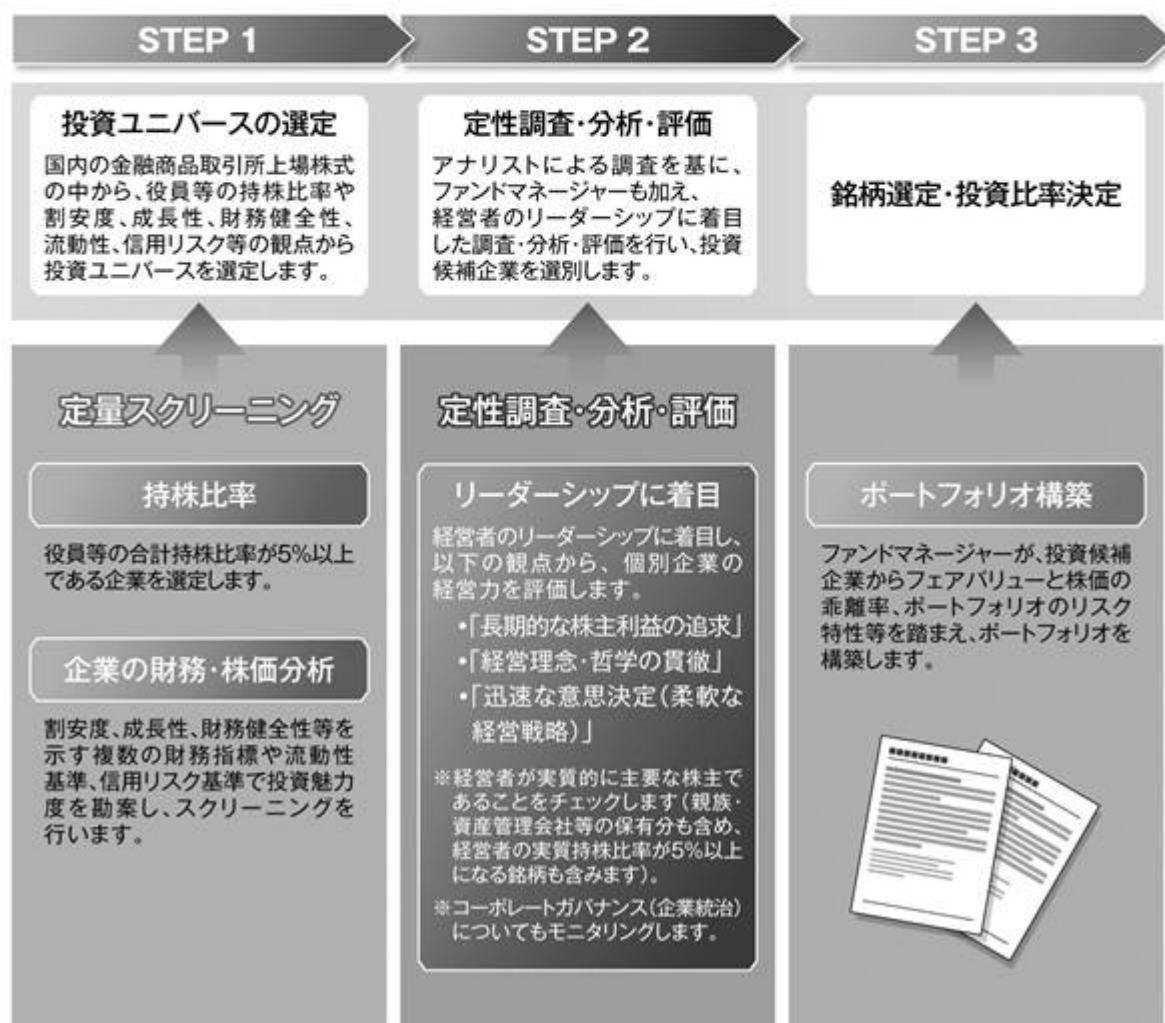 STEP 1
STEP 2
STEP 3
投資ユニバースの選定
国内の金融商品取引所上場株式
の中から、役員等の持株比率や
割安度、成長性、財務健全性、
流動性、信用リスク等の観点から
投資ユニバースを選定します。
定性調査・分析・評価
アナリストによる調査を基に、
ファンドマネージャーも加え、
経営者のリーダーシップに着目
した調査・分析・評価を行い、投資
候補企業を選別します。
銘柄選定・投資比率決定
定量スクリーニング
持株比率
役員等の合計持株比率が5%以上
である企業を選定します。
企業の財務・株価分析
割安度、成長性、財務健全性等を
示す複数の財務指標や流動性
基準、信用リスク基準で投資魅力
度を勘案し、スクリーニングを
行います。
定性調査・分析・評価
リーダーシップに着目
経営者のリーダーシップに着目し、
以下の観点から、個別企業の
経営力を評価します。
・「長期的な株主利益の追求」
・「経営理念・哲学の貫徹」
・「迅速な意思決定(柔軟な
経営戦略)」
※経営者が実質的に主要な株主で
あることをチェックします(親族・
資産管理会社等の保有分も含め、
経営者の実質持株比率が5%以上
になる銘柄も含みます)。
※コーポレートガバナンス(企業統治)
についてもモニタリングします。
ポートフォリオ構築
ファンドマネージャーが、投資候補
企業からフェアバリューと株価の
乖離率、ポートフォリオのリスク
特性等を踏まえ、ポートフォリオを
構築します。